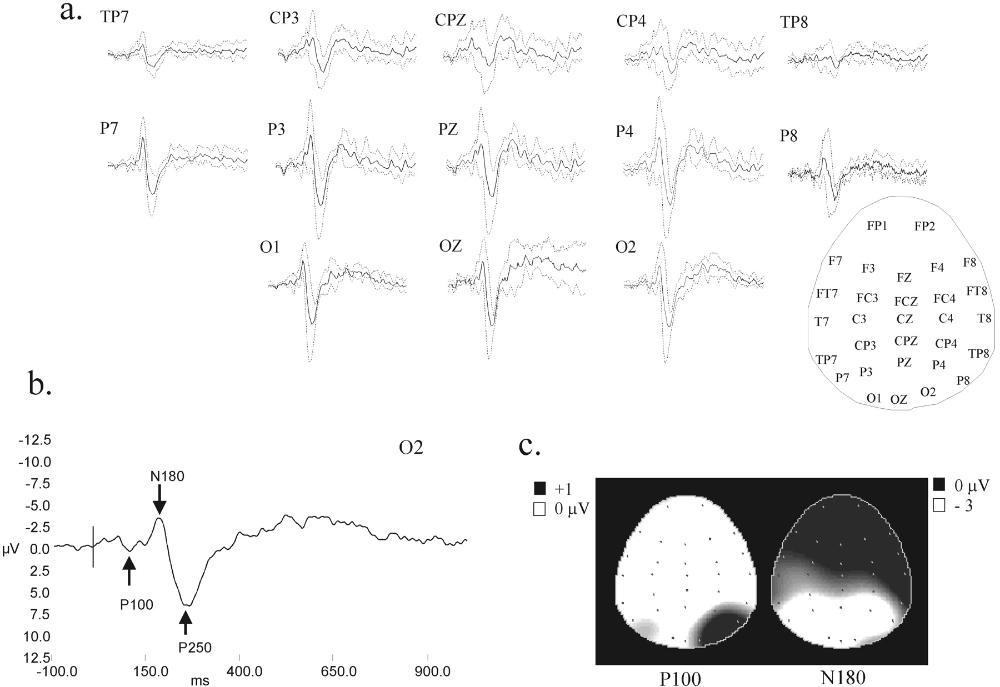 a.
TP7 CP3 CPZ CP4 TP8
P7 P3 PZ P4 P8
O1 OZ O2
FP1 FP2
F7 F3 FZ F4 F8
FT7 FC3 FCZ FC4 FT8
T7 C3 CZ C4 T8
CP3 CPZ CP4
TP7 PZ TP8
P7 P3 P4 P8
O1 OZ O2
b.
O2
-12.5
-10.0
-7.5
-5.0
-2.5
µV 0.0
2.5
5.0
7.5
10.0
12.5
N180
P100
P250
-100.0 150.0 400.0 650.0 900.0
ms
c.
+1
0 µV
0 µV
- 3
P100 N180